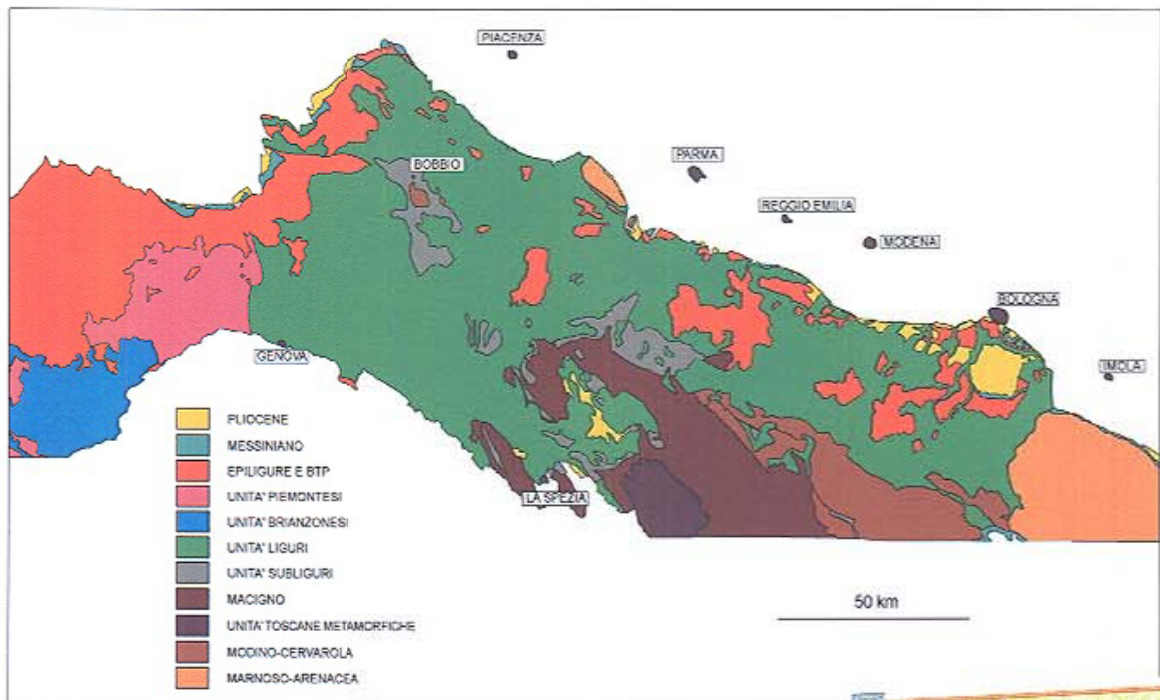 PIACENZA
BOBBIO
PARMA
REGGIO EMILIA
MODENA
BOLOGNA
GENOVA
IMOLA
LA SPEZIA
PLIOCENE
MESSINIANO
EPILIGURE E BTP
UNITA' PIEMONTESI
UNITA' BRIANZONESI
UNITA' LIGURI
UNITA' SUBLIGURI
MACIGNO
UNITA' TOSCANE METAMORFICHE
MODINO-CERVAROLA
MARNOSO-ARENACEA
50 km